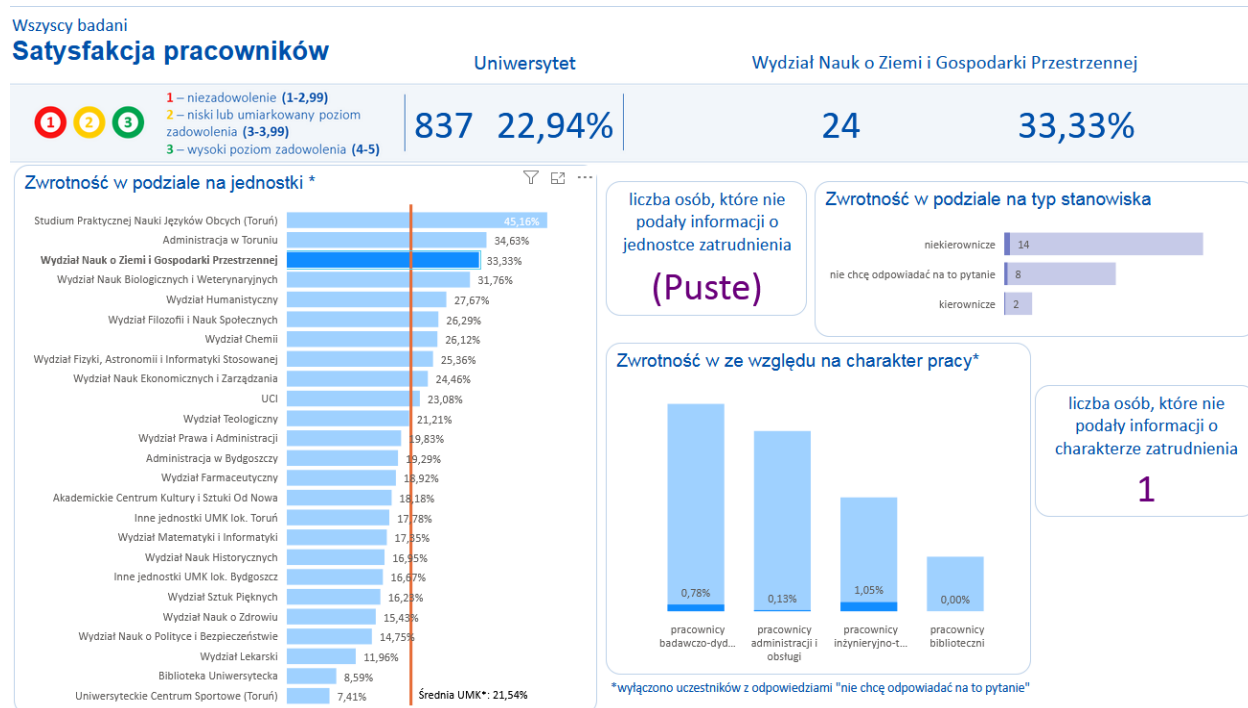 Wszyscy badani
Satysfakcja pracowników
Uniwersytet
Wydział Nauk o Ziemi i Gospodarki Przestrzennej
1 2 3
1 – niezadowolenie (1-2,99)
2 – niski lub umiarkowany poziom
zadowolenia (3-3,99)
3 – wysoki poziom zadowolenia (4-5)
837 22,94%
24 33,33%
Zwrotność w podziale na jednostki *
Studium Praktycznej Nauki Języków Obcych (Toruń) 45,16%
Administracja w Toruniu 34,63%
Wydział Nauk o Ziemi i Gospodarki Przestrzennej 33,33%
Wydział Nauk Biologicznych i Weterynaryjnych 31,76%
Wydział Humanistyczny 27,67%
Wydział Filozofii i Nauk Społecznych 26,29%
Wydział Chemii 26,12%
Wydział Fizyki, Astronomii i Informatyki Stosowanej 25,36%
Wydział Nauk Ekonomicznych i Zarządzania 24,46%
UCI 23,08%
Wydział Teologiczny 21,21%
Wydział Prawa i Administracji 19,83%
Administracja w Bydgoszczy 19,29%
Wydział Farmaceutyczny 18,92%
Akademickie Centrum Kultury i Sztuki Od Nowa 18,18%
Inne jednostki UMK lok. Toruń 17,78%
Wydział Matematyki i Informatyki 17,35%
Wydział Nauk Historycznych 16,95%
Inne jednostki UMK lok. Bydgoszcz 16,67%
Wydział Sztuk Pięknych 16,23%
Wydział Nauk o Zdrowiu 15,43%
Wydział Nauk o Polityce i Bezpieczeństwie 14,75%
Wydział Lekarski 11,96%
Biblioteka Uniwersytecka 8,59%
Uniwersyteckie Centrum Sportowe (Toruń) 7,41%
Średnia UMK*: 21,54%
liczba osób, które nie
podały informacji o
jednostce zatrudnienia
(Puste)
Zwrotność w podziale na typ stanowiska
niekierownicze 14
nie chcę odpowiadać na to pytanie 8
kierownicze 2
Zwrotność w ze względu na charakter pracy*
0,78% 0,13% 1,05% 0,00%
pracownicy pracownicy pracownicy pracownicy
badawczo-dyd... administracji i inżynieryjno-t... biblioteczni
obsługi
liczba osób, które nie
podały informacji o
charakterze zatrudnienia
1
*wyłączono uczestników z odpowiedziami "nie chcę odpowiadać na to pytanie"